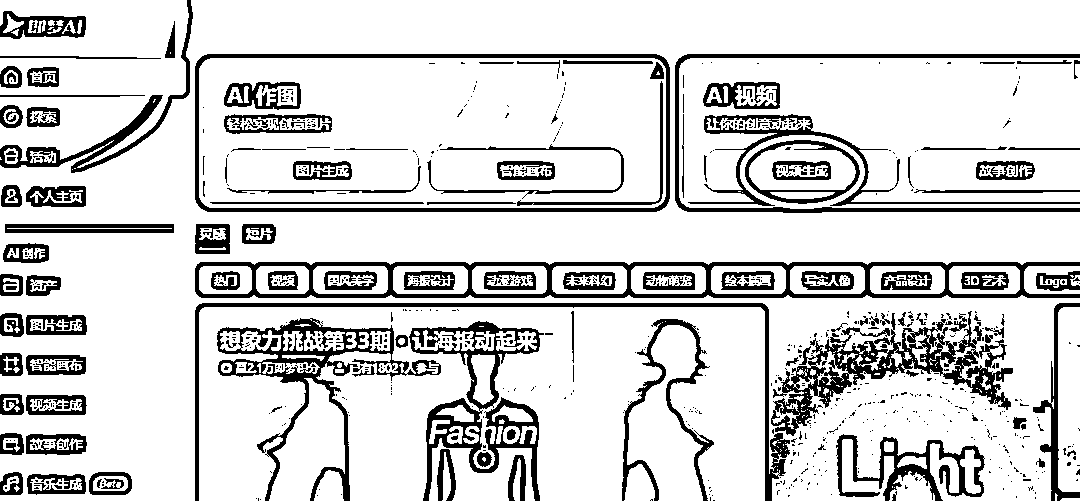 即梦AI
首页
探索
活动
个人主页
AI 创作
资产
图片生成
智能画布
视频生成
故事创作
音乐生成 Beta
AI 作图
轻松实现创意图片
图片生成
智能画布
AI 视频
让你的创意动起来
视频生成
故事创作
灵感 短片
热门 视频 国风美学 海报设计 动漫游戏 未来科幻 动物萌宠 绘本插画 写实人像 产品设计 3D 艺术 Logo
想象力挑战第33期 · 让海报动起来
已有18021人参与
Fashion
Light